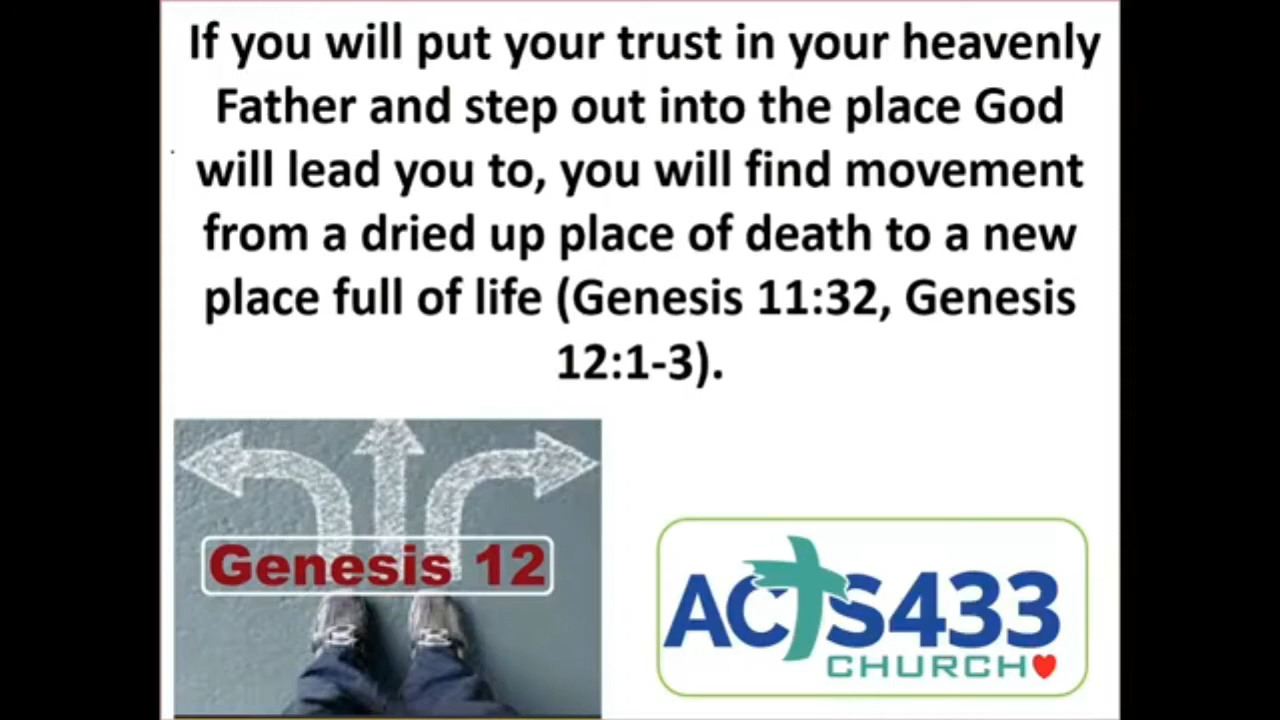 If you will put your trust in your heavenly
Father and step out into the place God
will lead you to, you will find movement
from a dried up place of death to a new
place full of life (Genesis 11:32, Genesis
12:1-3).
Genesis 12
ACTS433
CHURCH